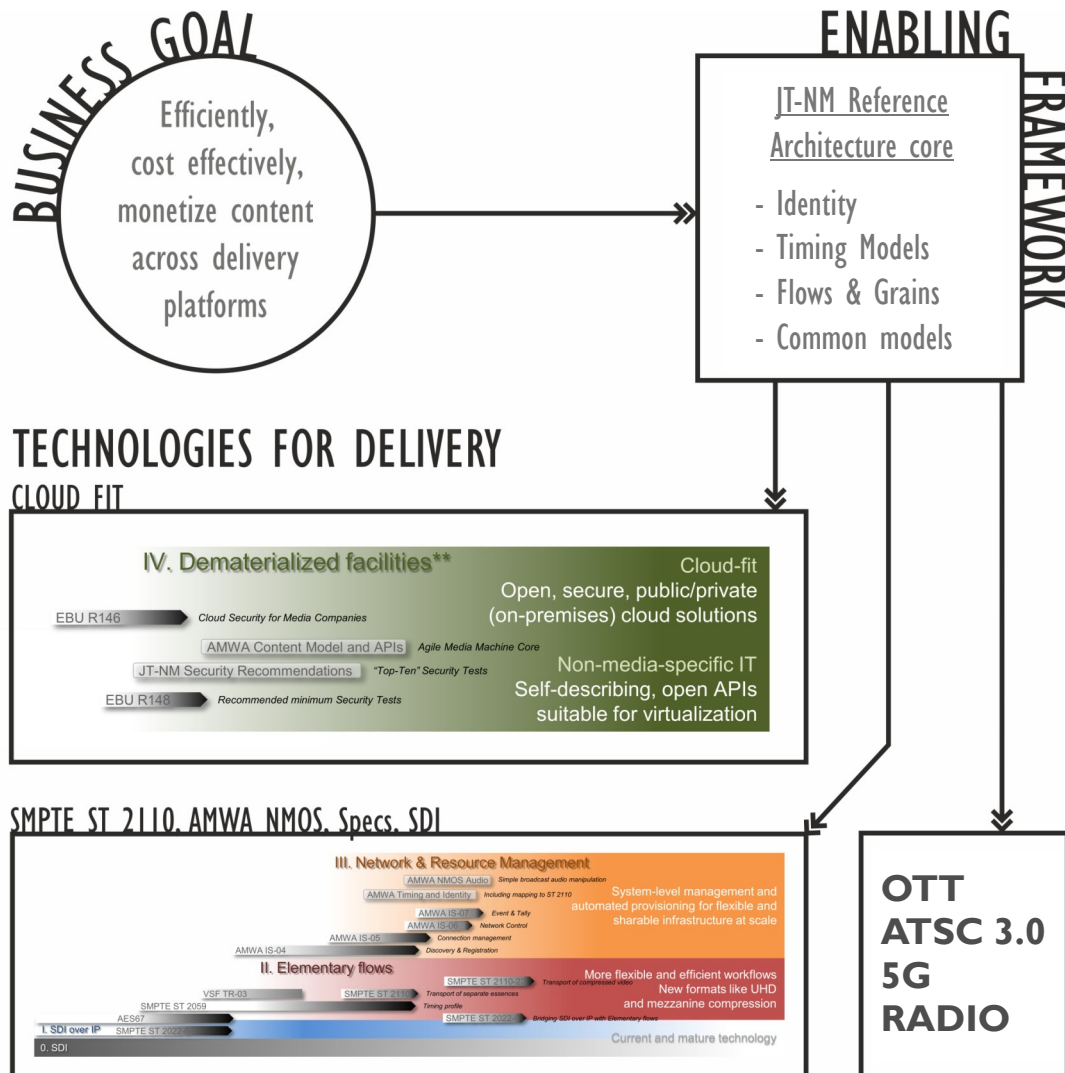 BUSINESS GOAL
Efficiently,
cost effectively,
monetize content
across delivery
platforms
ENABLING
FRAMEWORK
JT-NM Reference
Architecture core
- Identity
- Timing Models
- Flows & Grains
- Common models
TECHNOLOGIES FOR DELIVERY
CLOUD FIT
IV. Dematerialized facilities**
EBU R146
Cloud Security for Media Companies
AMWA Content Model and APIs
Agile Media Machine Core
JT-NM Security Recommendations
"Top-Ten" Security Tests
EBU R148
Recommended minimum Security Tests
Cloud-fit
Open, secure, public/private
(on-premises) cloud solutions
Non-media-specific IT
Self-describing, open APIs
suitable for virtualization
SMPTE ST 2110, AMWA NMOS, Specs, SDI
III. Network & Resource Management
AMWA NMOS Audio
Simple broadcast audio manipulation
AMWA Timing and Identity
Including mapping to ST 2110
AMWA IS-07
Event & Tally
AMWA IS-06
Network Control
AMWA IS-05
Connection management
AMWA IS-04
Discovery & Registration
System-level management and
automated provisioning for flexible and
sharable infrastructure at scale
II. Elementary flows
SMPTE ST 2110-22
Transport of compressed video
VSF TR-03
SMPTE ST 2110
Transport of separate essences
SMPTE ST 2059
Timing profile
AES67
SMPTE ST 2022-
Bridging SDI over IP with Elementary flows
More flexible and efficient workflows
New formats like UHD
and mezzanine compression
I. SDI over IP
SMPTE ST 2022-
Current and mature technology
0. SDI
OTT
ATSC 3.0
5G
RADIO